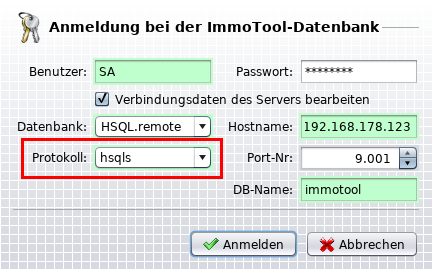 Anmeldung bei der ImmoTool-Datenbank
Benutzer: SA Passwort: ********
Verbindungsdaten des Servers bearbeiten
Datenbank: HSQL.remote Hostname: 192.168.178.123
Protokoll: hsqls Port-Nr: 9.001
DB-Name: immotool
Anmelden Abbrechen